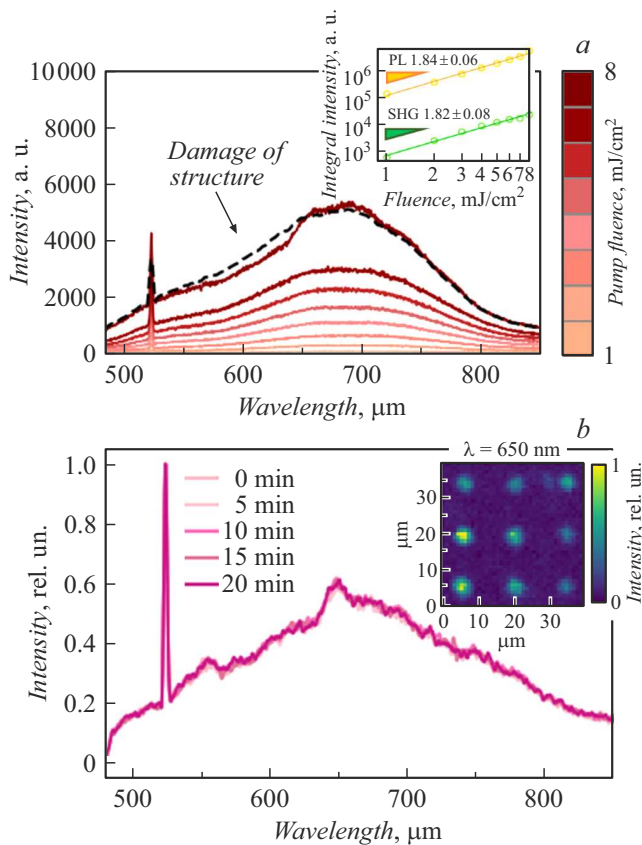 a
10000
8000
6000
4000
2000
0
Intensity, a. u.
500
600
700
800
Wavelength, μm
Damage of
structure
Integral intensity, a. u.
10^6
10^5
10^4
10^3
PL 1.84 ± 0.06
SHG 1.82 ± 0.08
1 2 3 4 5 6 7 8
Fluence, mJ/cm^2
8
1
Pump fluence, mJ/cm^2
b
1.0
0.8
0.6
0.4
0.2
0
Intensity, rel. un.
500
600
700
800
Wavelength, μm
0 min
5 min
10 min
15 min
20 min
λ = 650 nm
30
20
10
0
μm
0 10 20 30
μm
1
0
Intensity, rel. un.